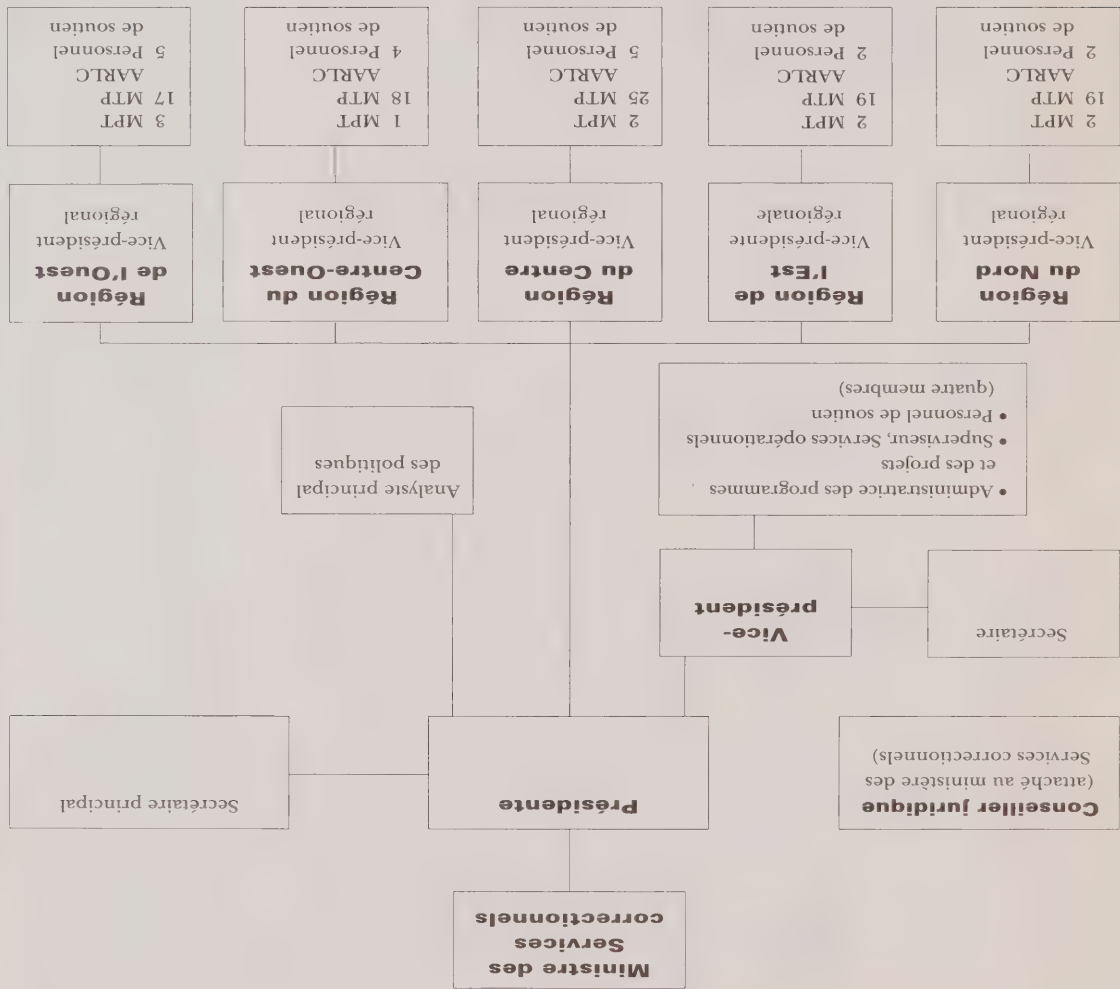 Ministre des
Services
correctionnels
Conseiller juridique
(attaché au ministère des
Services correctionnels)
Présidente
Secrétaire principal
Secrétaire
Vice-
président
• Administratrice des programmes
et des projets
• Superviseur, Services opérationnels
• Personnel de soutien
(quatre membres)
Analyste principal
des politiques
Région
du Nord
Vice-président
régional
Région de
l'Est
Vice-présidente
régionale
Région
du Centre
Vice-président
régional
Région du
Centre-Ouest
Vice-président
régional
Région
de l'Ouest
Vice-président
régional
2 MPT
19 MTP
AARLC
2 Personnel
de soutien
2 MPT
19 MTP
AARLC
2 Personnel
de soutien
2 MPT
25 MTP
AARLC
5 Personnel
de soutien
1 MPT
18 MTP
AARLC
4 Personnel
de soutien
3 MPT
17 MTP
AARLC
5 Personnel
de soutien